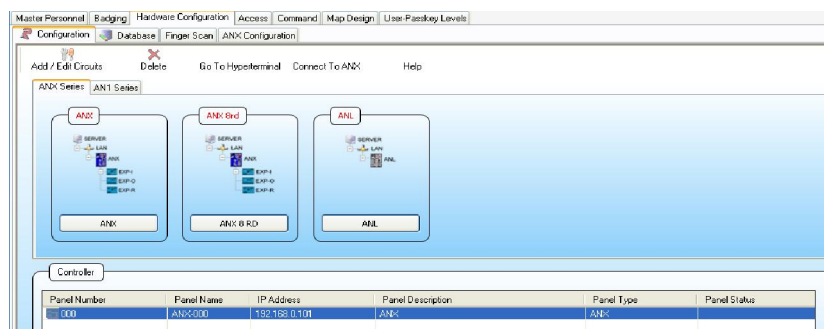 Master Personnel Badging Hardware Configuration Access Command Map Design User-Passkey Levels
Configuration Database Finger Scan ANX Configuration
Add / Edit Circuits Delete Go To Hyperterminal Connect To ANX Help
ANX Series AN1 Series
ANX ANX 8rd ANL
SERVER SERVER SERVER
LAN LAN LAN
ANX ANX ANL
EXP-I EXP-I
EXP-O EXP-O
EXP-R EXP-R
ANX ANX 8 RD ANL
Controller
Panel Number Panel Name IP Address Panel Description Panel Type Panel Status
000 ANX-000 192.168.0.101 ANX ANX